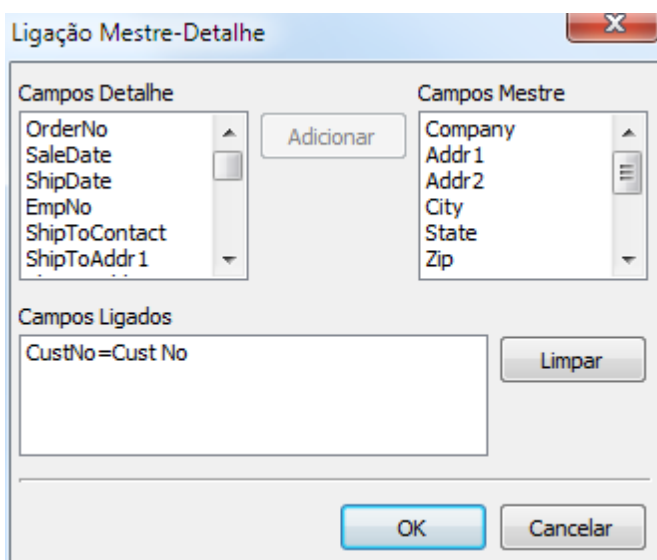 Ligação Mestre-Detalhe
Campos Detalhe
OrderNo
SaleDate
ShipDate
EmpNo
ShipToContact
ShipToAddr1
Adicionar
Campos Mestre
Company
Addr1
Addr2
City
State
Zip
Campos Ligados
CustNo=Cust No
Limpar
OK
Cancelar